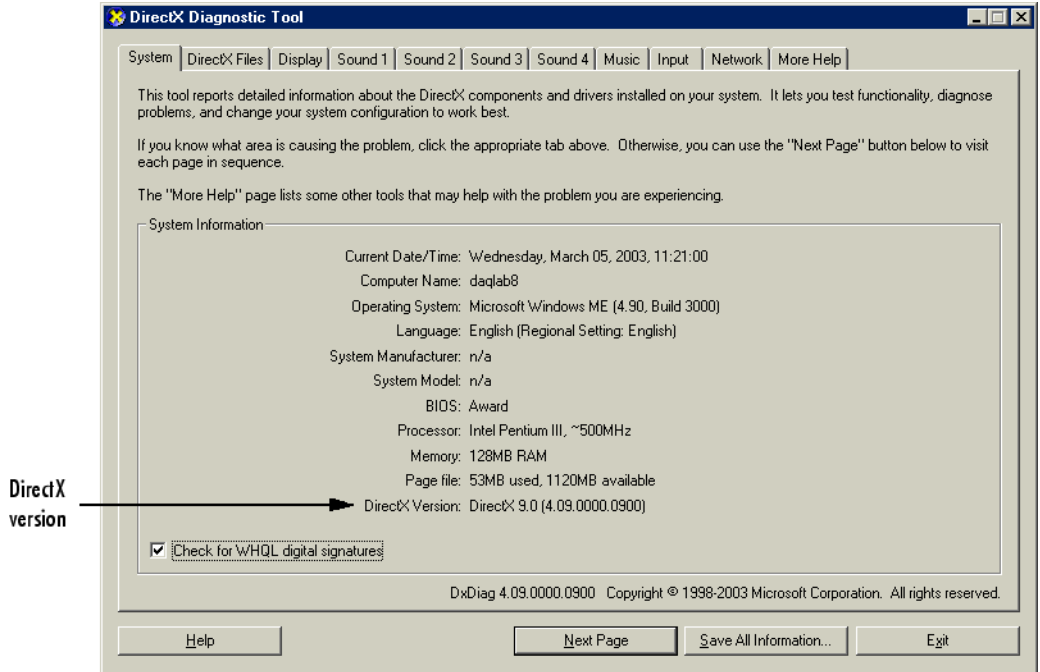 DirectX Diagnostic Tool
System DirectX Files Display Sound 1 Sound 2 Sound 3 Sound 4 Music Input Network More Help
This tool reports detailed information about the DirectX components and drivers installed on your system. It lets you test functionality, diagnose
problems, and change your system configuration to work best.
If you know what area is causing the problem, click the appropriate tab above. Otherwise, you can use the "Next Page" button below to visit
each page in sequence.
The "More Help" page lists some other tools that may help with the problem you are experiencing.
System Information
Current Date/Time: Wednesday, March 05, 2003, 11:21:00
Computer Name: daqlab8
Operating System: Microsoft Windows ME (4.90, Build 3000)
Language: English (Regional Setting: English)
System Manufacturer: n/a
System Model: n/a
BIOS: Award
Processor: Intel Pentium III, ~500MHz
Memory: 128MB RAM
Page file: 53MB used, 1120MB available
DirectX Version: DirectX 9.0 (4.09.0000.0900)
DirectX
version
Check for WHQL digital signatures
DxDiag 4.09.0000.0900 Copyright © 1998-2003 Microsoft Corporation. All rights reserved.
Help Next Page Save All Information... Exit